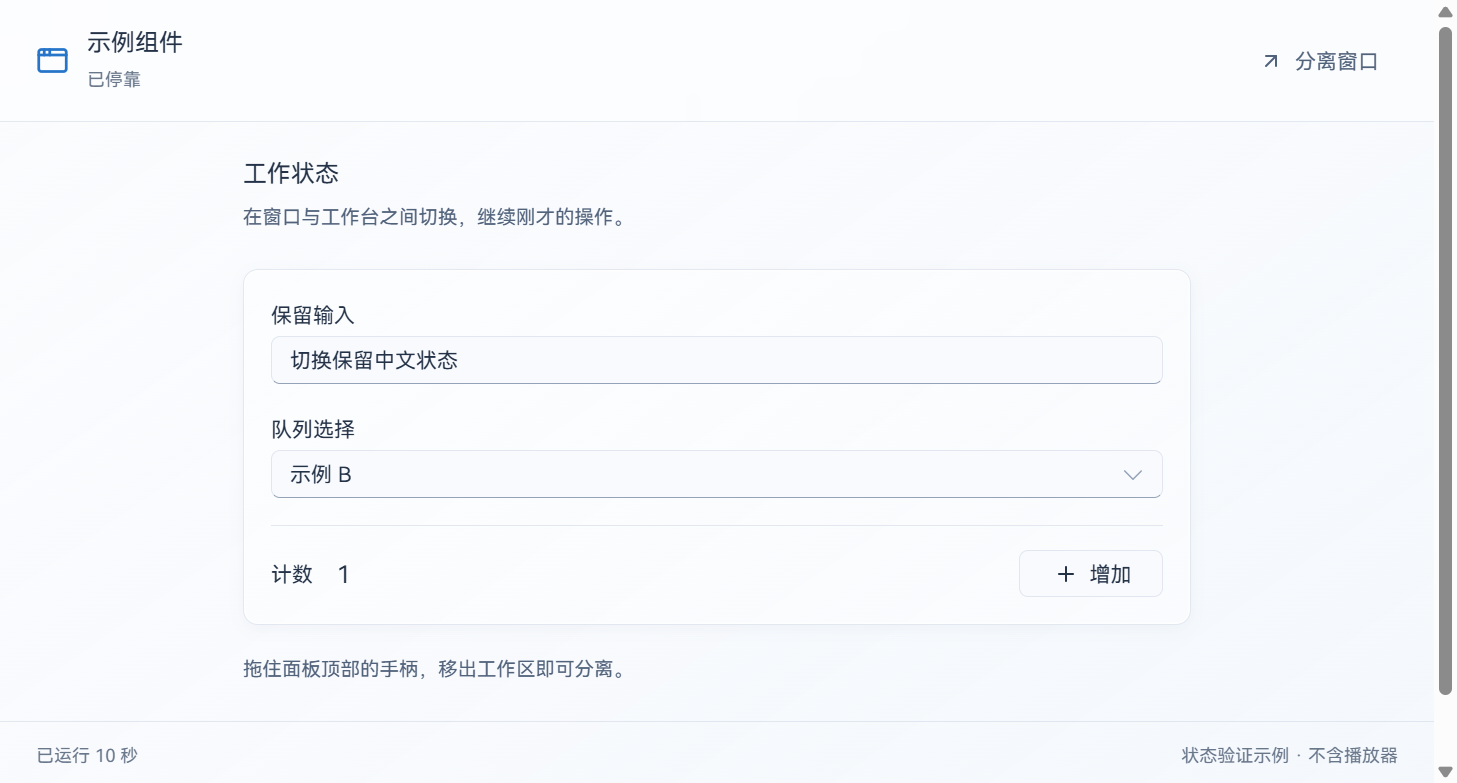 示例组件
已停靠
分离窗口
工作状态
在窗口与工作台之间切换，继续刚才的操作。
保留输入
切换保留中文状态
队列选择
示例 B
计数 1
增加
拖住面板顶部的手柄，移出工作区即可分离。
已运行 10 秒
状态验证示例 · 不含播放器